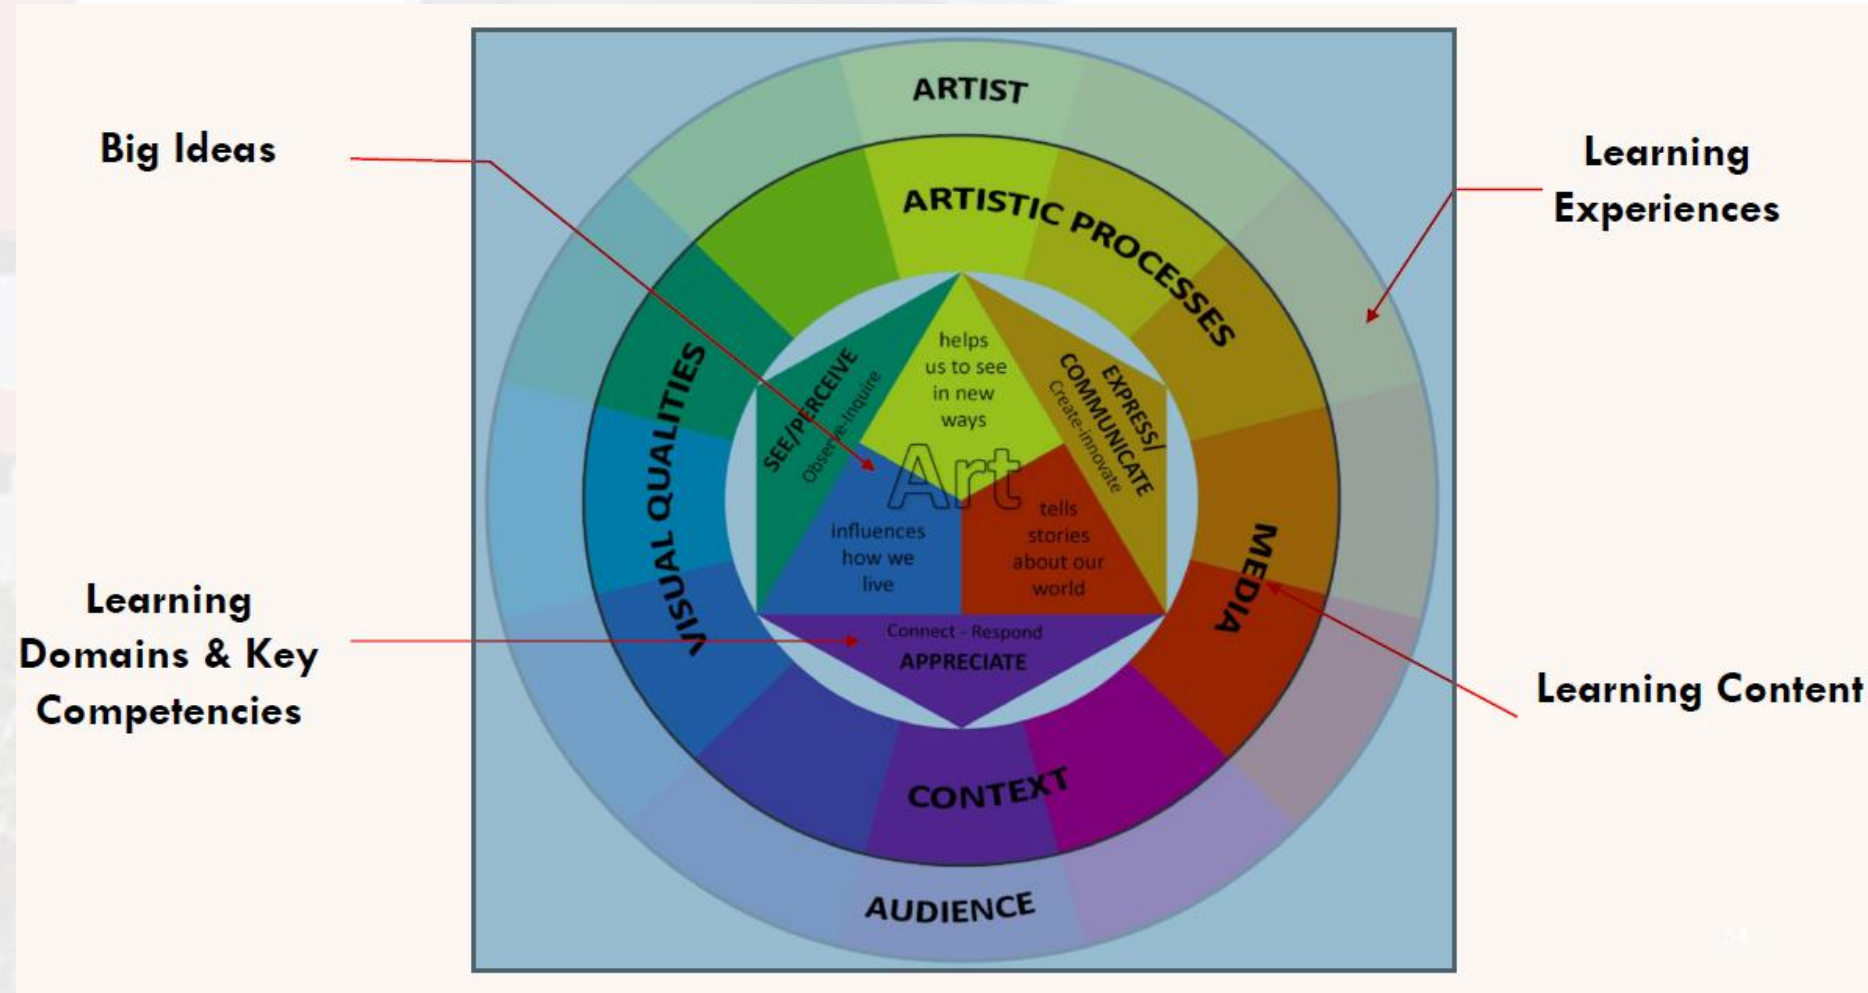 Big Ideas
Learning
Domains & Key
Competencies
ARTIST
ARTISTIC PROCESSES
VISUAL QUALITIES
MEDIA
CONTEXT
AUDIENCE
SEE/PERCEIVE
Observe-Inquire
helps
us to see
in new
ways
EXPRESS/
COMMUNICATE
Create-innovate
Art
influences
how we
live
tells
stories
about our
world
Connect - Respond
APPRECIATE
Learning
Experiences
Learning Content